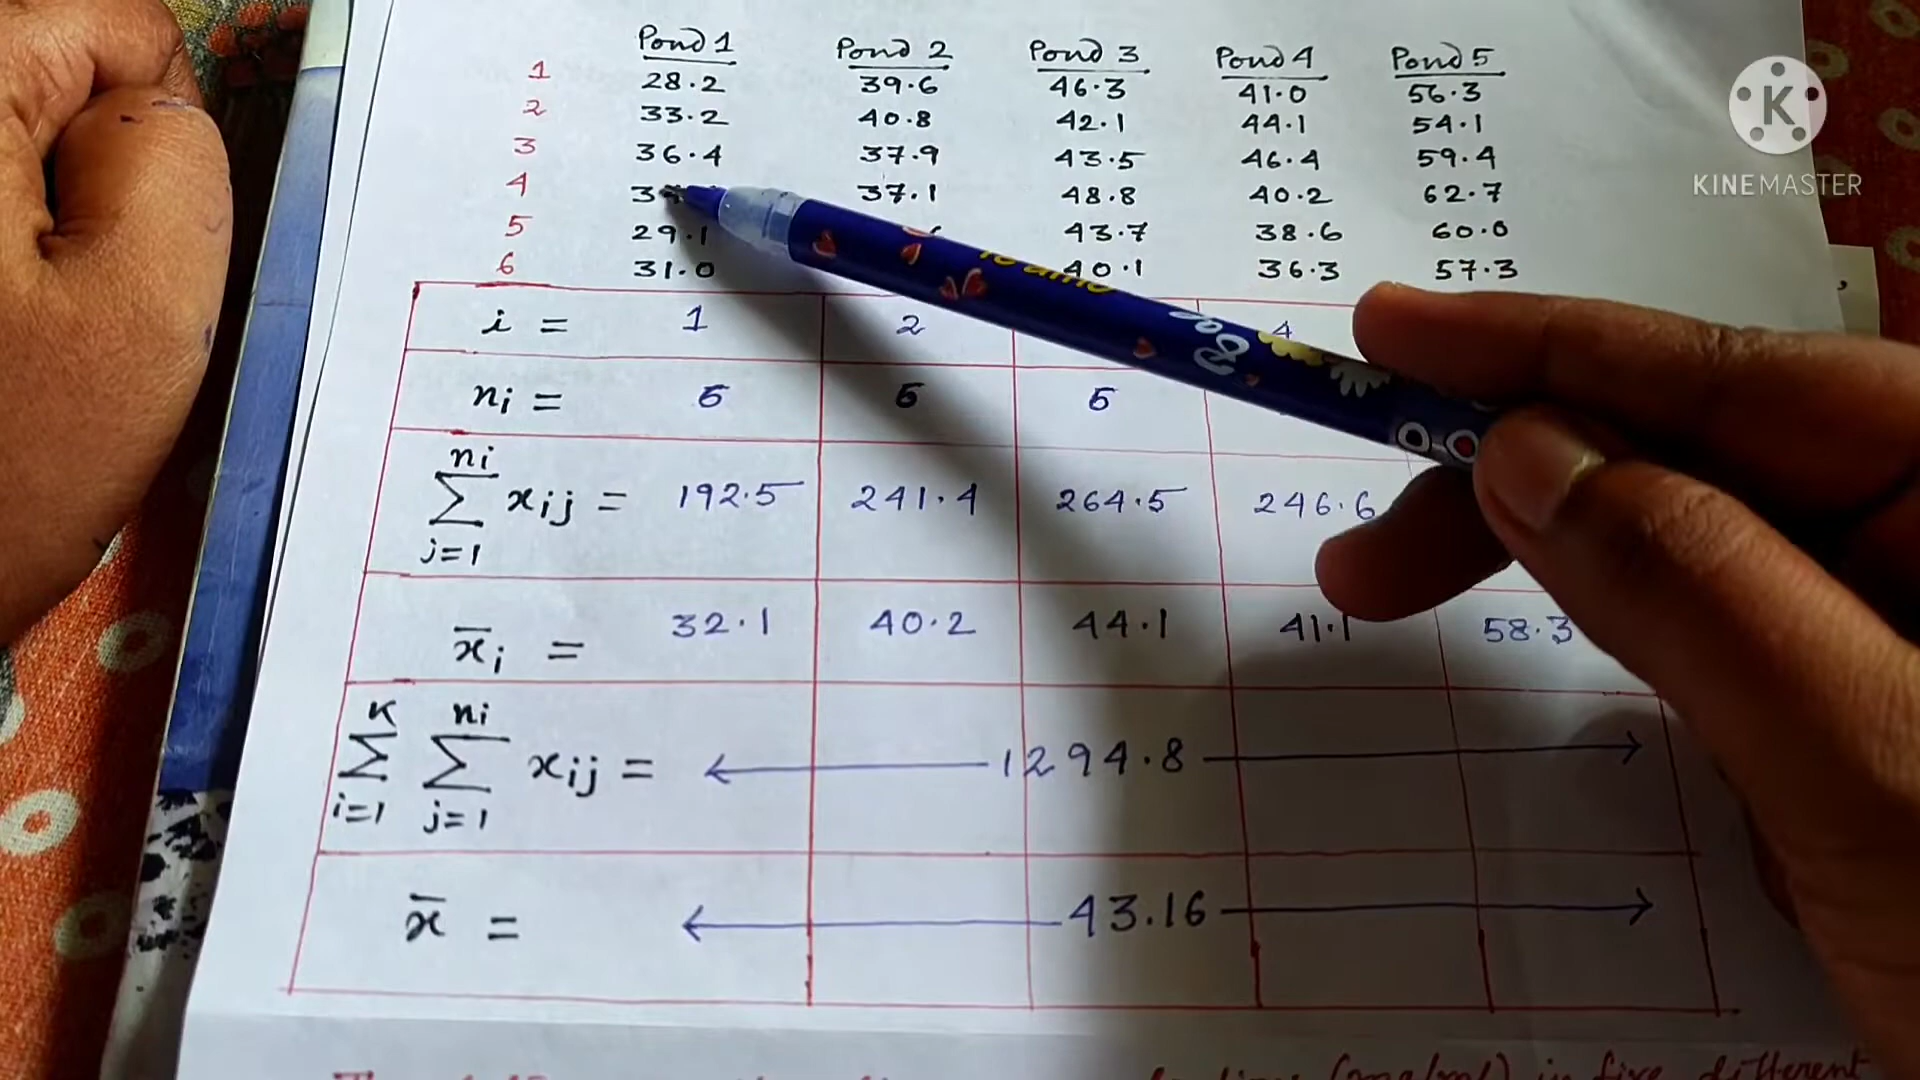 Pond 1 Pond 2 Pond 3 Pond 4 Pond 5
1 28.2 39.6 46.3 41.0 56.3
2 33.2 40.8 42.1 44.1 54.1
3 36.4 37.9 43.5 46.4 59.4
4 37.1 48.8 40.2 62.7
5 29.1 43.7 38.6 60.0
6 31.0 40.1 36.3 57.3
i = 1 2 4
ni = 6 6 6
ni
∑ xij = 192.5 241.4 264.5 246.6
j=1
x̄i = 32.1 40.2 44.1 41.1 58.3
K ni
∑ ∑ xij = 1294.8
i=1 j=1
x̄ = 43.16
in five different
KINEMASTER